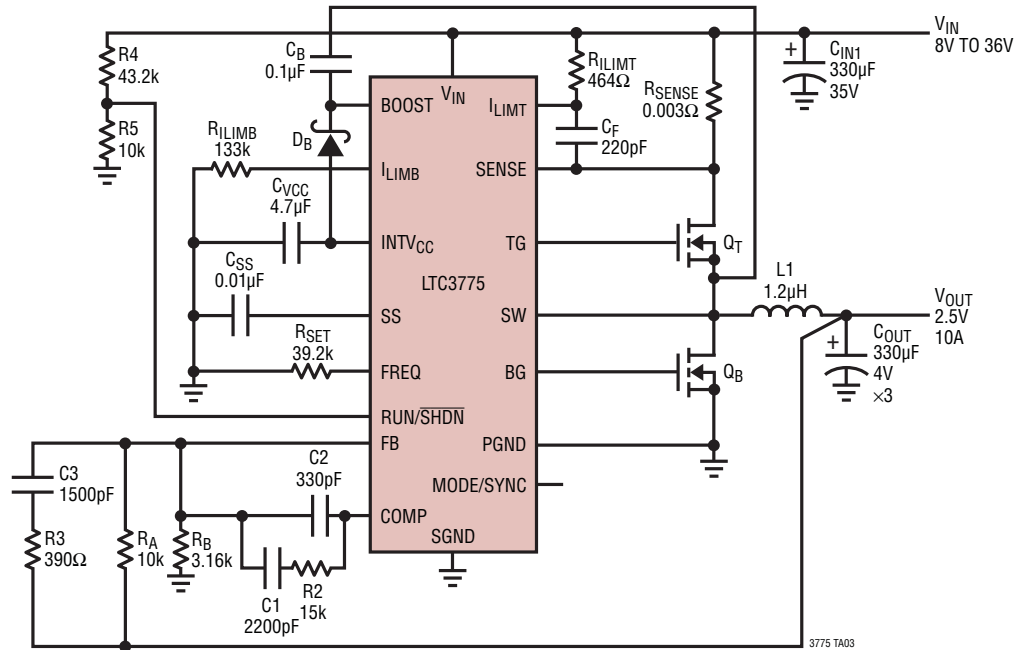 R4
43.2k
R5
10k
C_B
0.1µF
D_B
R_ILIMB
133k
C_VCC
4.7µF
C_SS
0.01µF
R_SET
39.2k
BOOST
I_LIMB
INTV_CC
SS
FREQ
RUN/S̅H̅D̅N̅
FB
COMP
V_IN
LTC3775
SGND
I_LIMT
SENSE
TG
SW
BG
PGND
MODE/SYNC
R_ILIMT
464Ω
C_F
220pF
R_SENSE
0.003Ω
+
C_IN1
330µF
35V
V_IN
8V TO 36V
Q_T
L1
1.2µH
Q_B
V_OUT
2.5V
10A
+
C_OUT
330µF
4V
×3
C3
1500pF
R3
390Ω
R_A
10k
R_B
3.16k
C2
330pF
C1
2200pF
R2
15k
3775 TA03